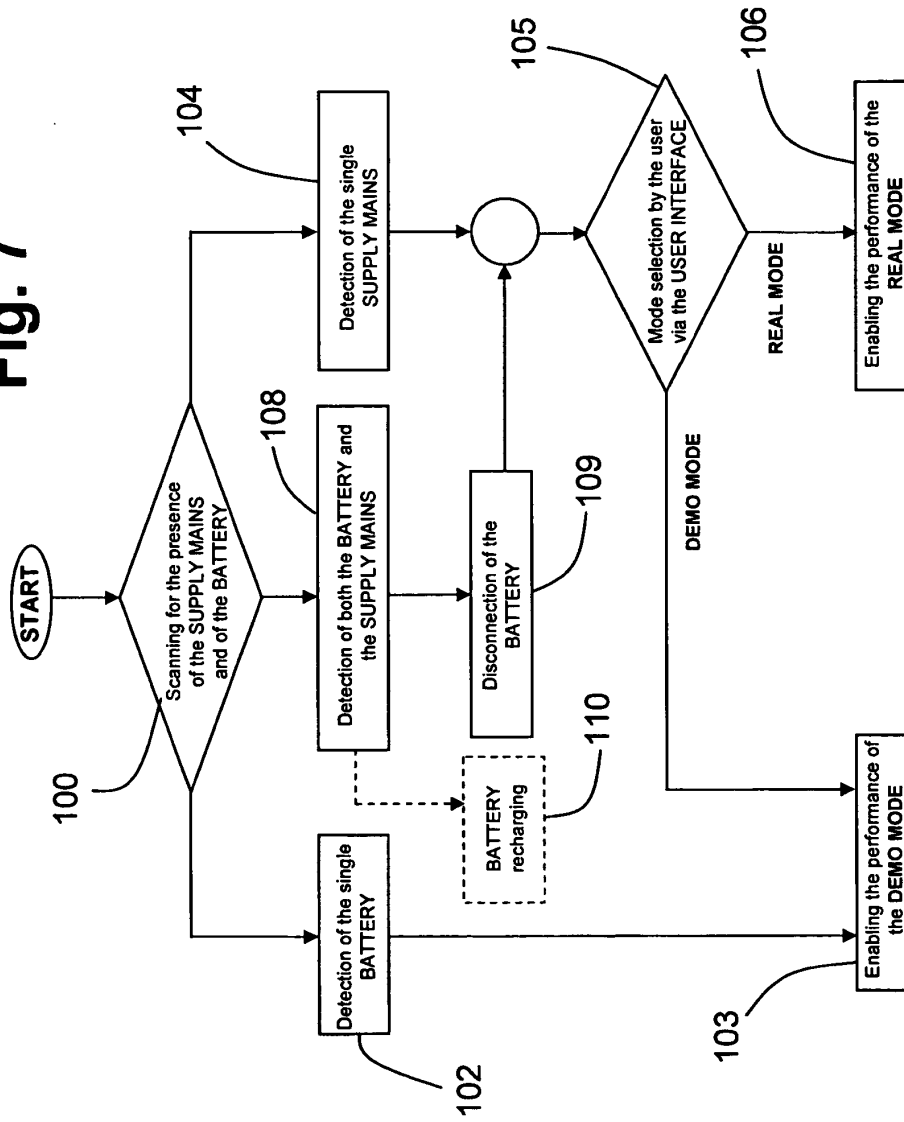 Fig. 7
START
100
Scanning for the presence
of the SUPPLY MAINS
and of the BATTERY
102
Detection of the single
BATTERY
108
Detection of both the BATTERY and
the SUPPLY MAINS
104
Detection of the single
SUPPLY MAINS
110
BATTERY
recharging
109
Disconnection of the
BATTERY
105
Mode selection by the user
via the USER INTERFACE
DEMO MODE
REAL MODE
103
Enabling the performance of
the DEMO MODE
106
Enabling the performance of the
REAL MODE